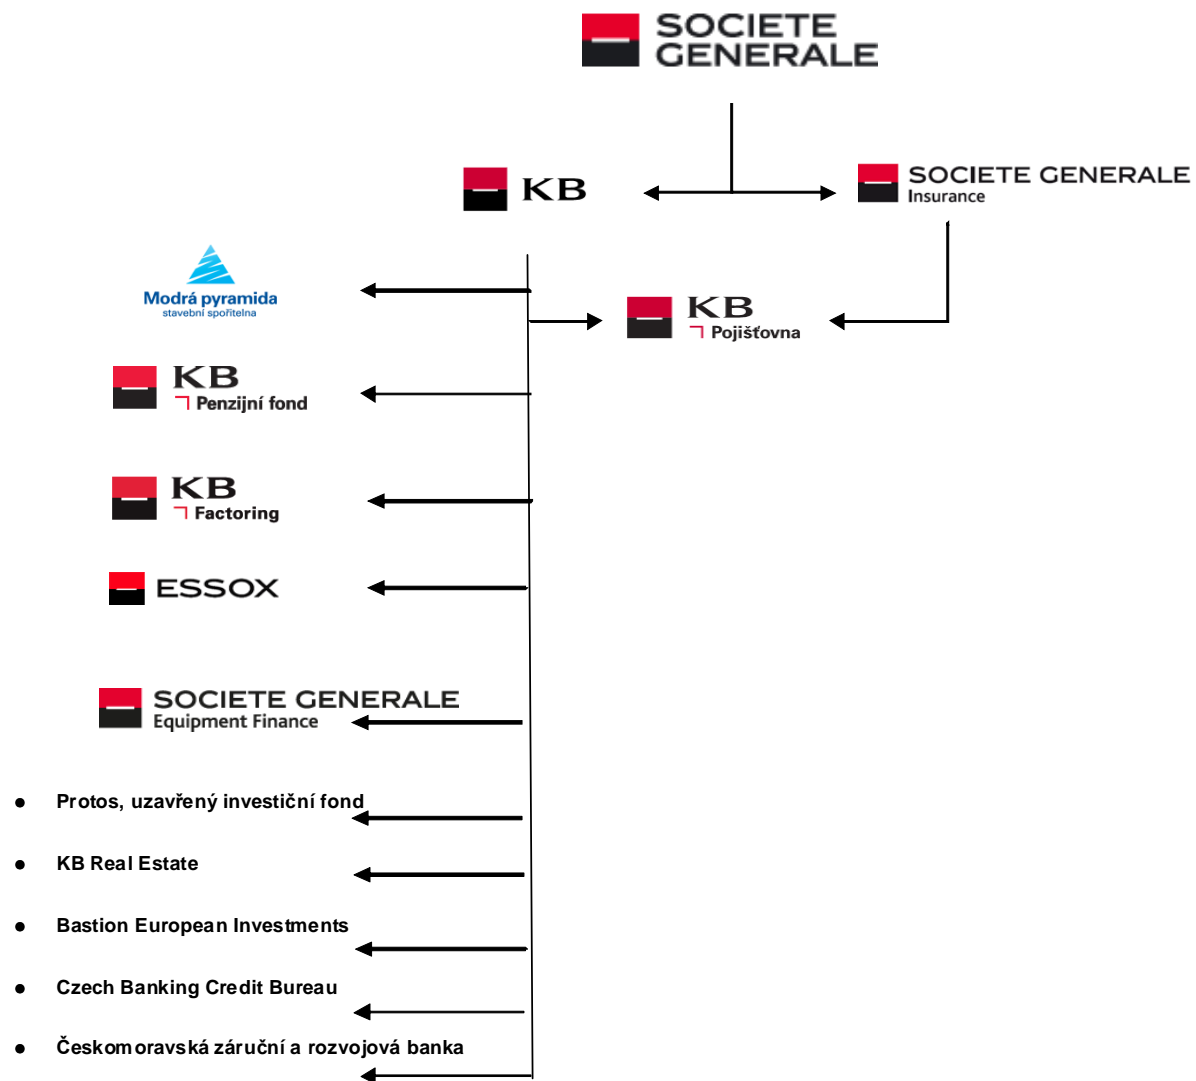 SOCIETE
GENERALE
KB
SOCIETE GENERALE
Insurance
Modrá pyramida
stavební spořitelna
KB
Pojišťovna
KB
Penzijní fond
KB
Factoring
ESSOX
SOCIETE GENERALE
Equipment Finance
● Protos, uzavřený investiční fond
● KB Real Estate
● Bastion European Investments
● Czech Banking Credit Bureau
● Českomoravská záruční a rozvojová banka